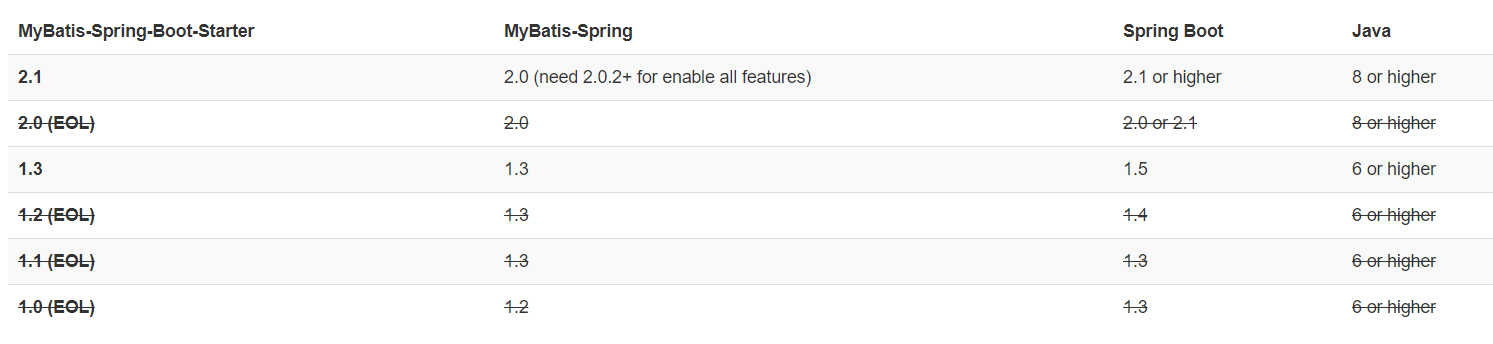 MyBatis-Spring-Boot-Starter MyBatis-Spring Spring Boot Java
2.1 2.0 (need 2.0.2+ for enable all features) 2.1 or higher 8 or higher
2.0 (EOL) 2.0 2.0 or 2.1 8 or higher
1.3 1.3 1.5 6 or higher
1.2 (EOL) 1.3 1.4 6 or higher
1.1 (EOL) 1.3 1.3 6 or higher
1.0 (EOL) 1.2 1.3 6 or higher